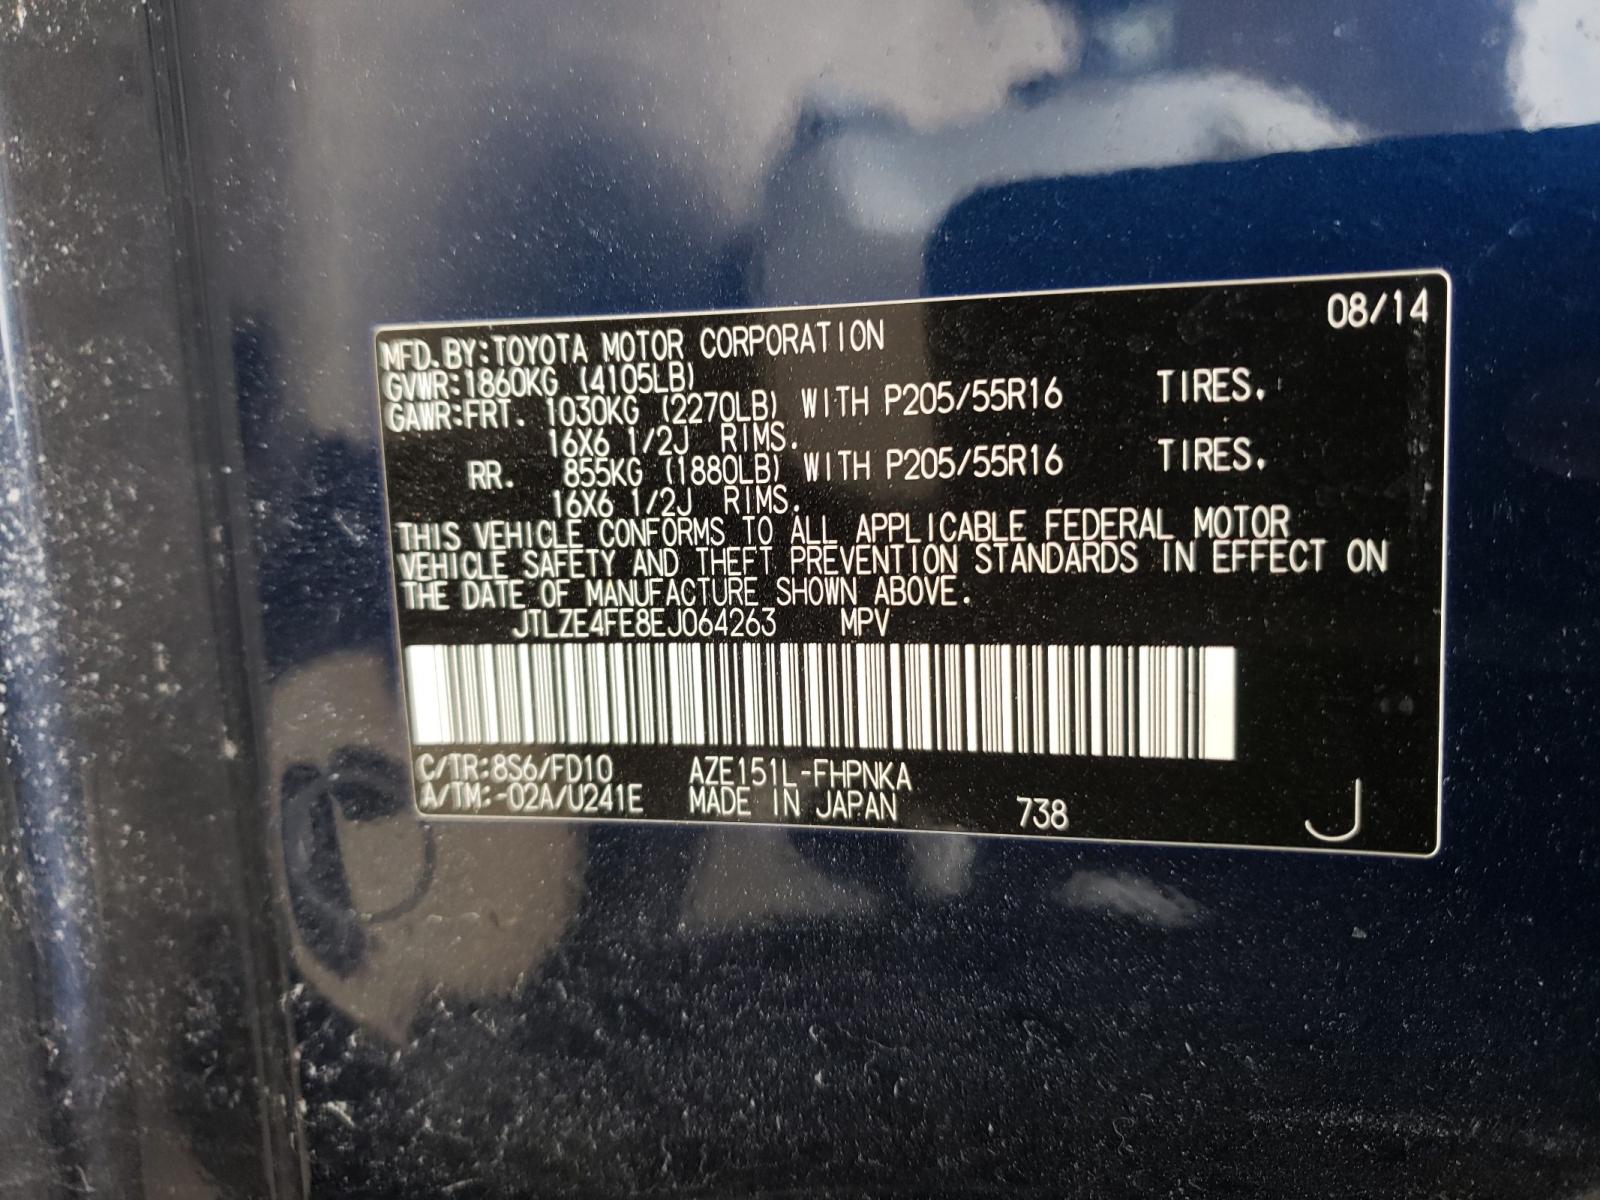 08/14
MFD.BY:TOYOTA MOTOR CORPORATION
GVWR:1860KG (4105LB)
GAWR:FRT. 1030KG (2270LB) WITH P205/55R16 TIRES.
16X6 1/2J RIMS.
RR. 855KG (1880LB) WITH P205/55R16 TIRES.
16X6 1/2J RIMS.
THIS VEHICLE CONFORMS TO ALL APPLICABLE FEDERAL MOTOR
VEHICLE SAFETY AND THEFT PREVENTION STANDARDS IN EFFECT ON
THE DATE OF MANUFACTURE SHOWN ABOVE.
JTLZE4FE8EJ064263 MPV
C/TR:8S6/FD10 AZE151L-FHPNKA
A/TM:-02A/U241E MADE IN JAPAN 738 J